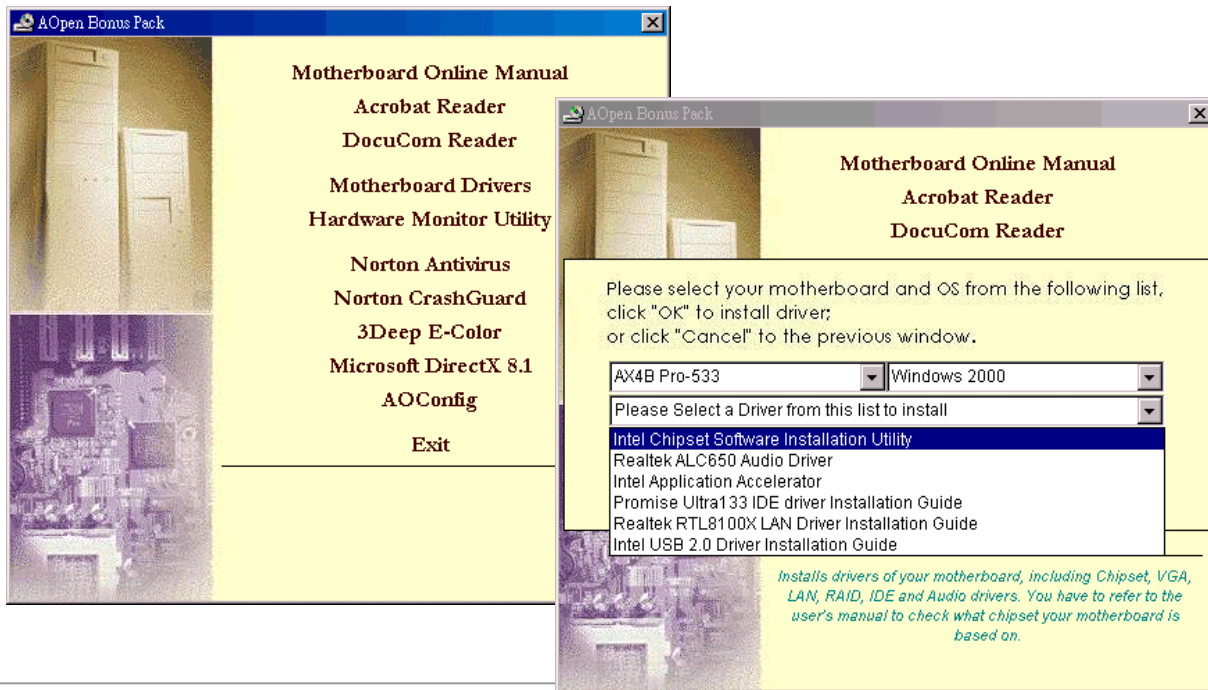 AOpen Bonus Pack
Motherboard Online Manual
Acrobat Reader
DocuCom Reader
Motherboard Drivers
Hardware Monitor Utility
Norton Antivirus
Norton CrashGuard
3Deep E-Color
Microsoft DirectX 8.1
AOConfig
Exit
AOpen Bonus Pack
Motherboard Online Manual
Acrobat Reader
DocuCom Reader
Please select your motherboard and OS from the following list,
click "OK" to install driver;
or click "Cancel" to the previous window.
AX4B Pro-533
Windows 2000
Please Select a Driver from this list to install
Intel Chipset Software Installation Utility
Realtek ALC650 Audio Driver
Intel Application Accelerator
Promise Ultra133 IDE driver Installation Guide
Realtek RTL8100X LAN Driver Installation Guide
Intel USB 2.0 Driver Installation Guide
Installs drivers of your motherboard, including Chipset, VGA,
LAN, RAID, IDE and Audio drivers. You have to refer to the
user's manual to check what chipset your motherboard is
based on.